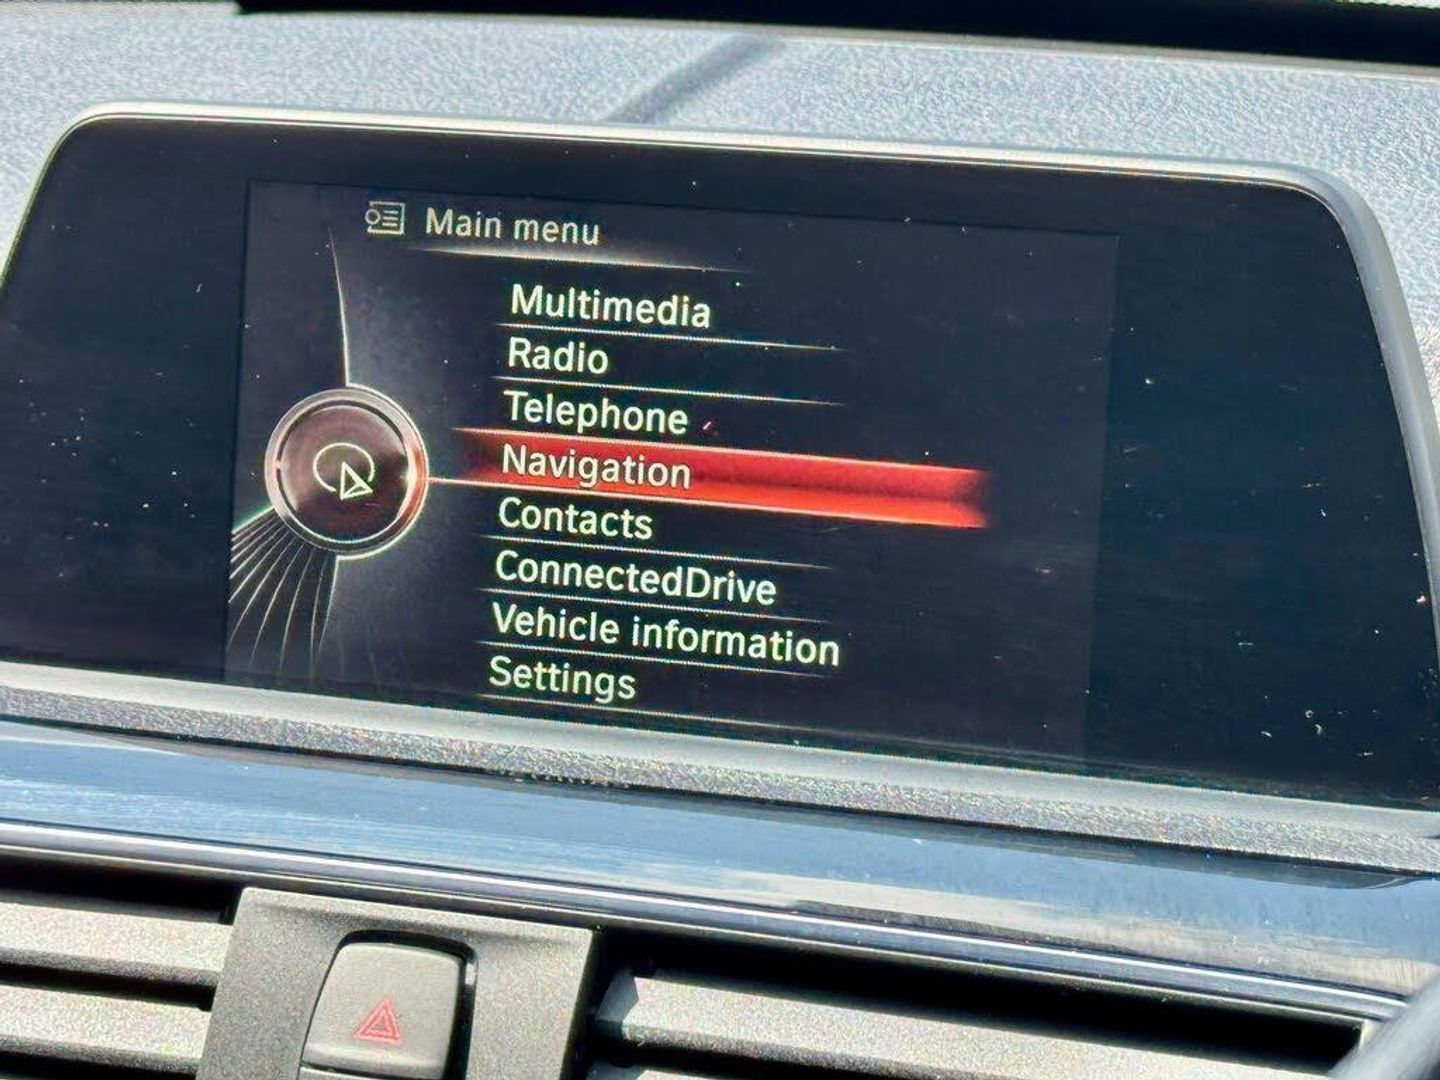 Main menu
Multimedia
Radio
Telephone
Navigation
Contacts
ConnectedDrive
Vehicle information
Settings